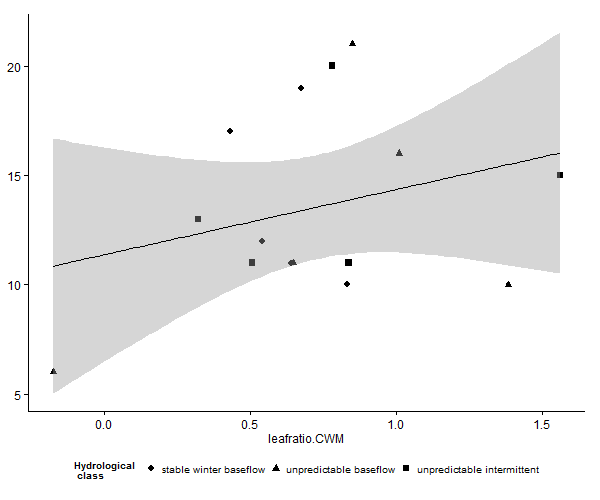 20
15
10
5
0.0 0.5 1.0 1.5
leafratio.CWM
Hydrological
class
stable winter baseflow unpredictable baseflow unpredictable intermittent